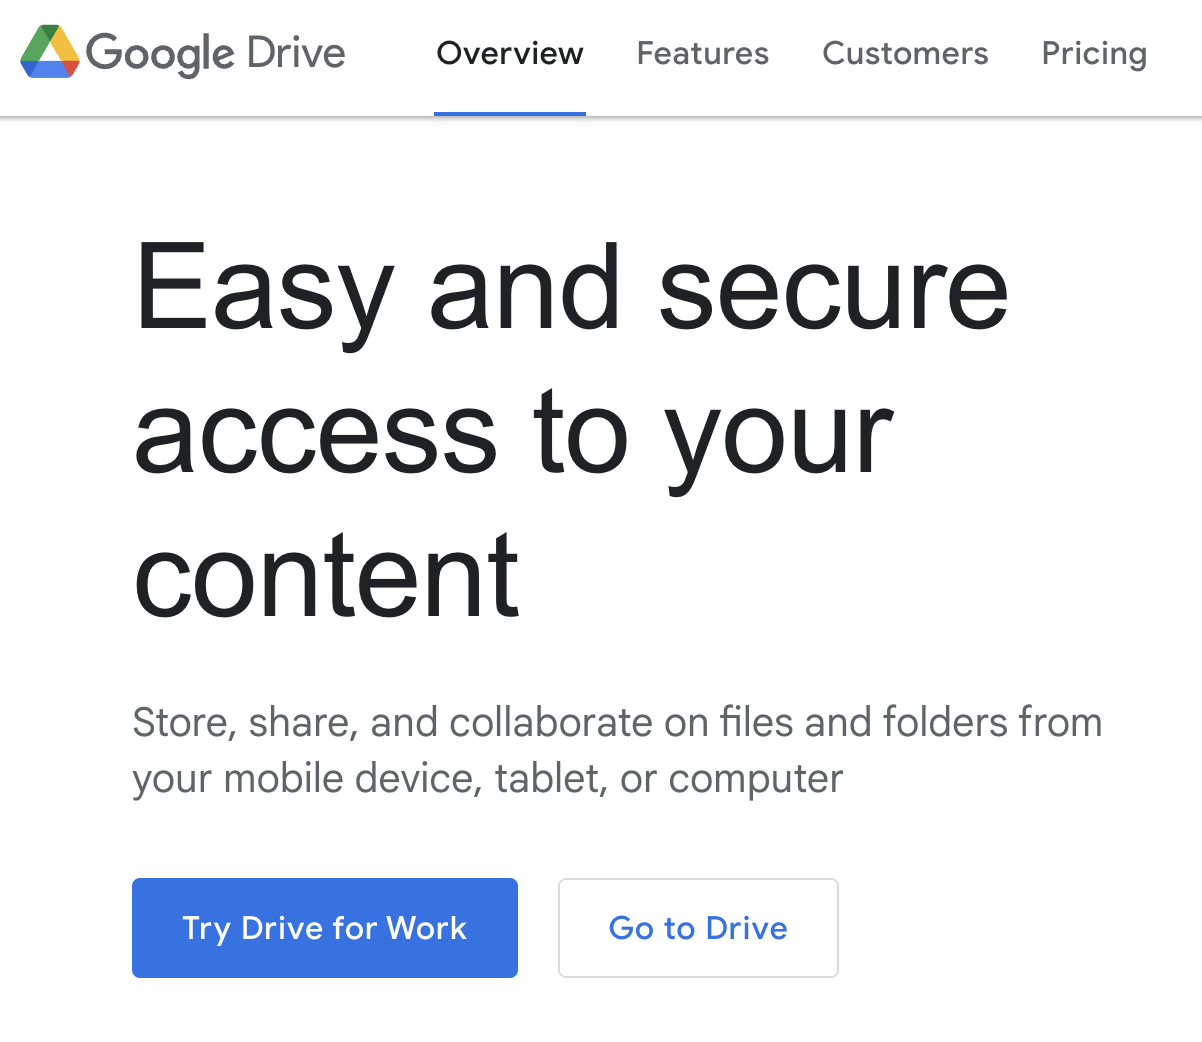 Google Drive Overview Features Customers Pricing
Easy and secure
access to your
content
Store, share, and collaborate on files and folders from
your mobile device, tablet, or computer
Try Drive for Work Go to Drive